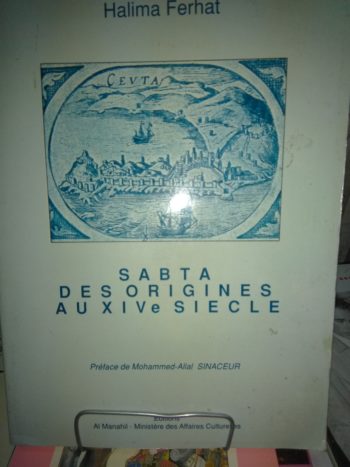 Halima Ferhat
CEVTA
SABTA
DES ORIGINES
AU XIVe SIECLE
Préface de Mohammed-Allal SINACEUR
Editions
Al Manahil - Ministère des Affaires Culturelles